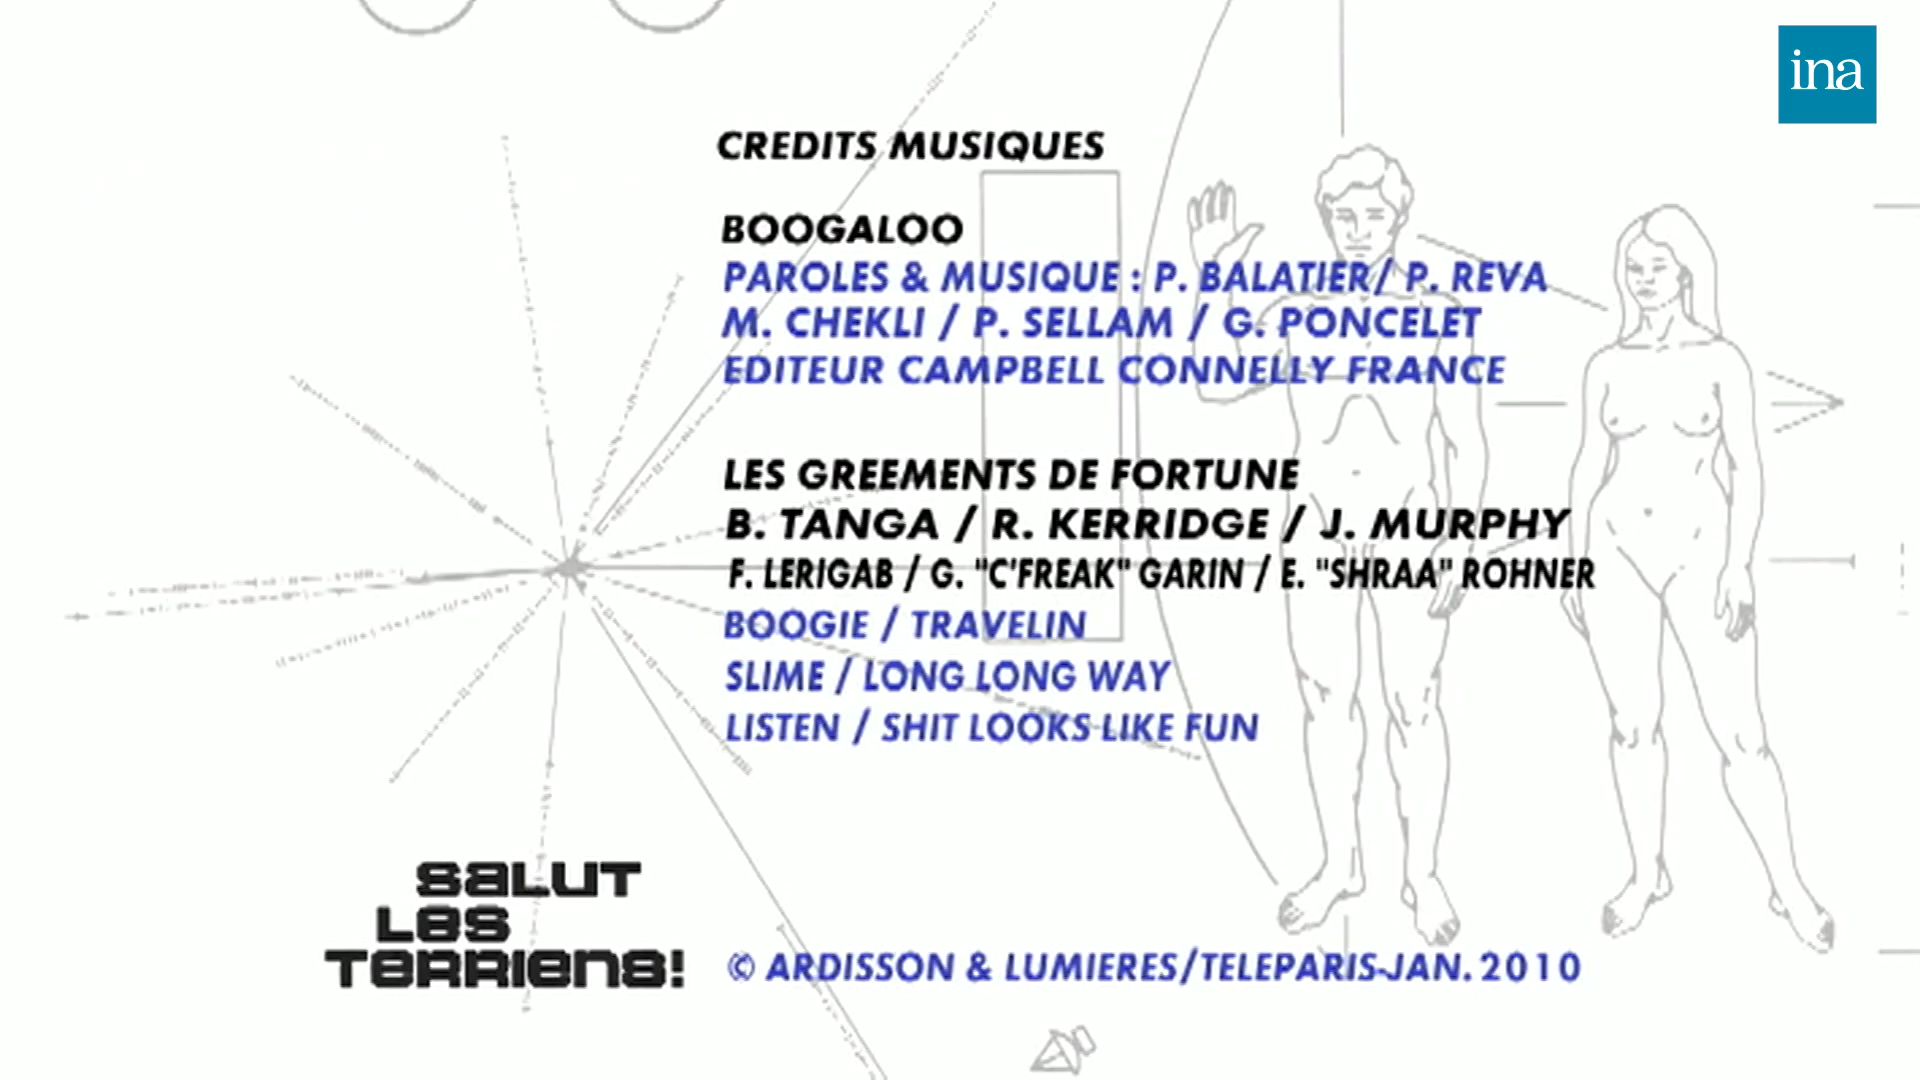 ina
CREDITS MUSIQUES
BOOGALOO
PAROLES & MUSIQUE : P. BALATIER/ P. REVA
M. CHEKLI / P. SELLAM / G. PONCELET
EDITEUR CAMPBELL CONNELLY FRANCE
LES GREEMENTS DE FORTUNE
B. TANGA / R. KERRIDGE / J. MURPHY
F. LERIGAB / G. "C'FREAK" GARIN / E. "SHRAA" ROHNER
BOOGIE / TRAVELIN
SLIME / LONG LONG WAY
LISTEN / SHIT LOOKS LIKE FUN
SALUT
LES
TERRIENS!
© ARDISSON & LUMIERES/TELEPARIS-JAN. 2010